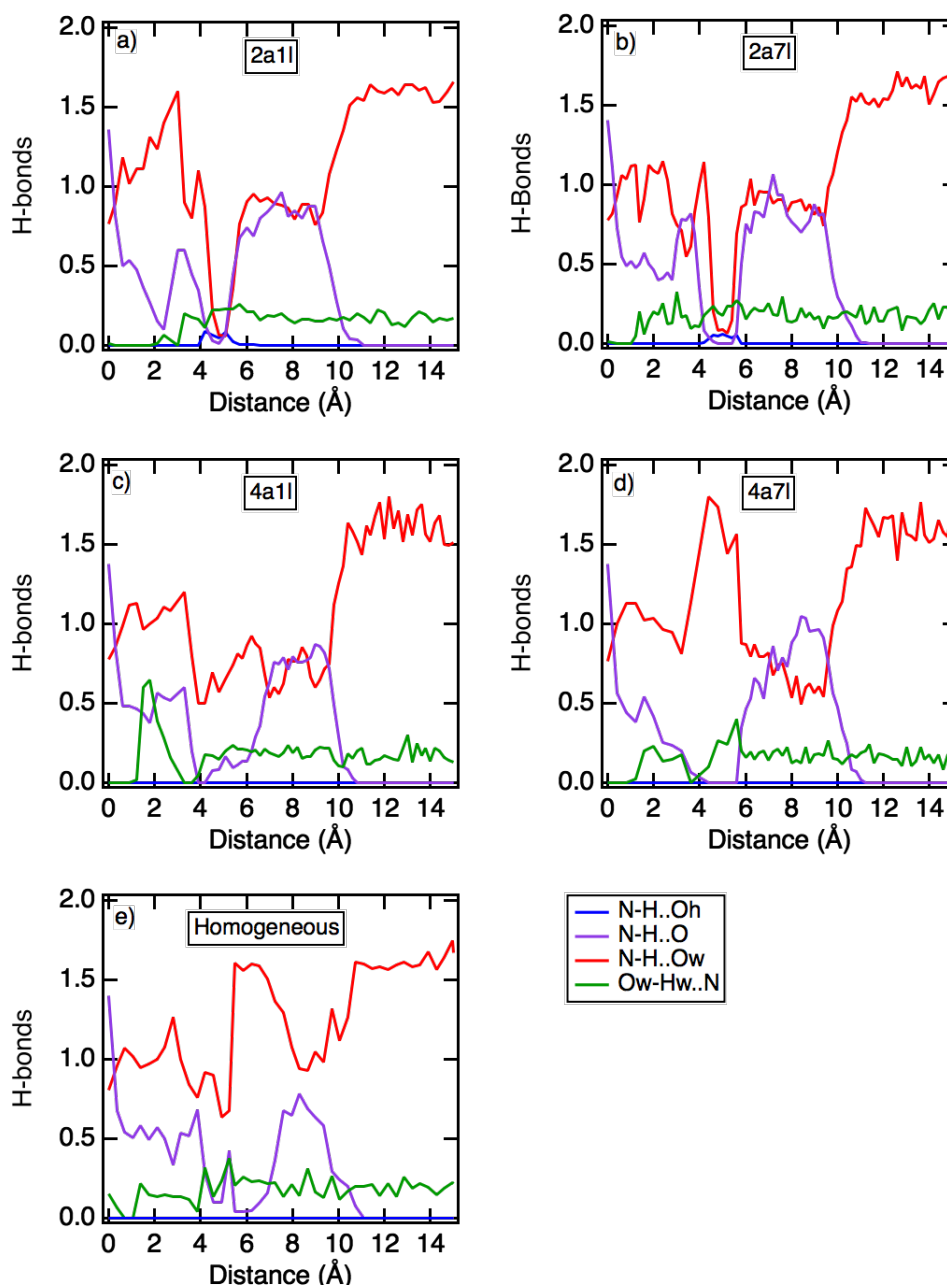 2.0
a)
2a1l
1.5
1.0
0.5
0.0
H-bonds
0 2 4 6 8 10 12 14
Distance (Å)
2.0
b)
2a7l
1.5
1.0
0.5
0.0
H-Bonds
0 2 4 6 8 10 12 14
Distance (Å)
2.0
c)
4a1l
1.5
1.0
0.5
0.0
H-bonds
0 2 4 6 8 10 12 14
Distance (Å)
2.0
d)
4a7l
1.5
1.0
0.5
0.0
H-bonds
0 2 4 6 8 10 12 14
Distance (Å)
2.0
e)
Homogeneous
1.5
1.0
0.5
0.0
H-bonds
0 2 4 6 8 10 12 14
Distance (Å)
N-H..Oh
N-H..O
N-H..Ow
Ow-Hw..N